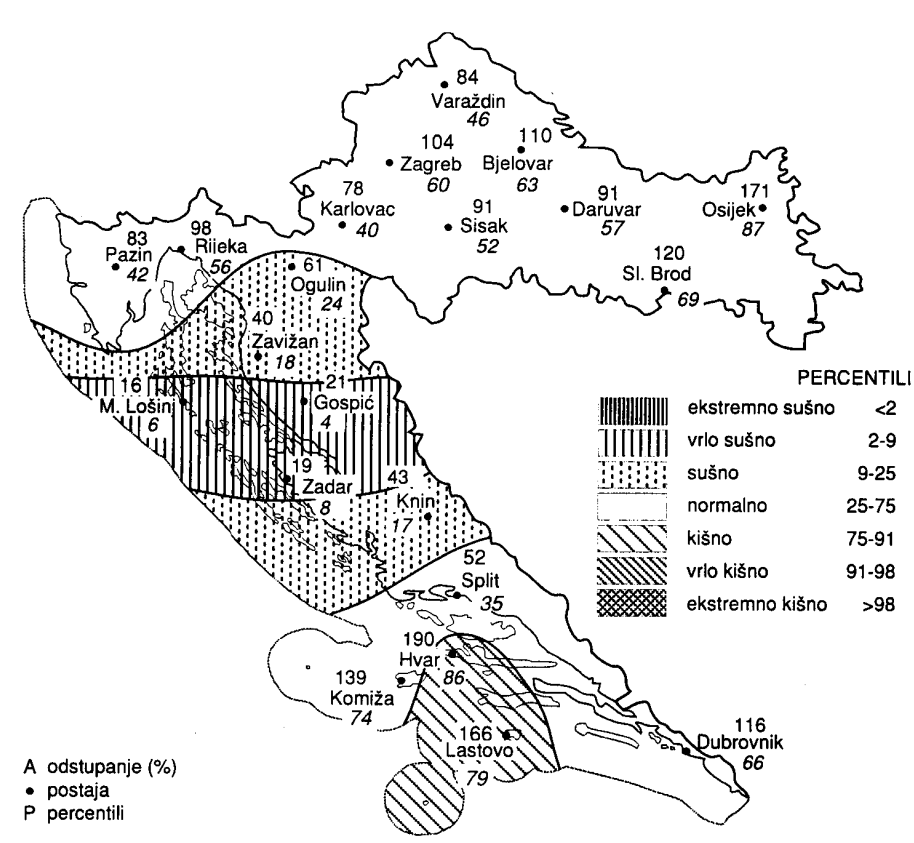 84
Varaždin
46
104
Zagreb
60
110
Bjelovar
63
78
Karlovac
40
91
Sisak
52
91
Daruvar
57
171
Osijek
87
83
Pazin
42
98
Rijeka
56
61
Ogulin
24
120
Sl. Brod
69
40
Zavižan
18
16
M. Lošinj
6
21
Gospić
4
19
Zadar
8
43
Knin
17
52
Split
35
190
Hvar
86
139
Komiža
74
166
Lastovo
79
116
Dubrovnik
66
PERCENTILI
ekstremno sušno <2
vrlo sušno 2-9
sušno 9-25
normalno 25-75
kišno 75-91
vrlo kišno 91-98
ekstremno kišno >98
A odstupanje (%)
• postaja
P percentili